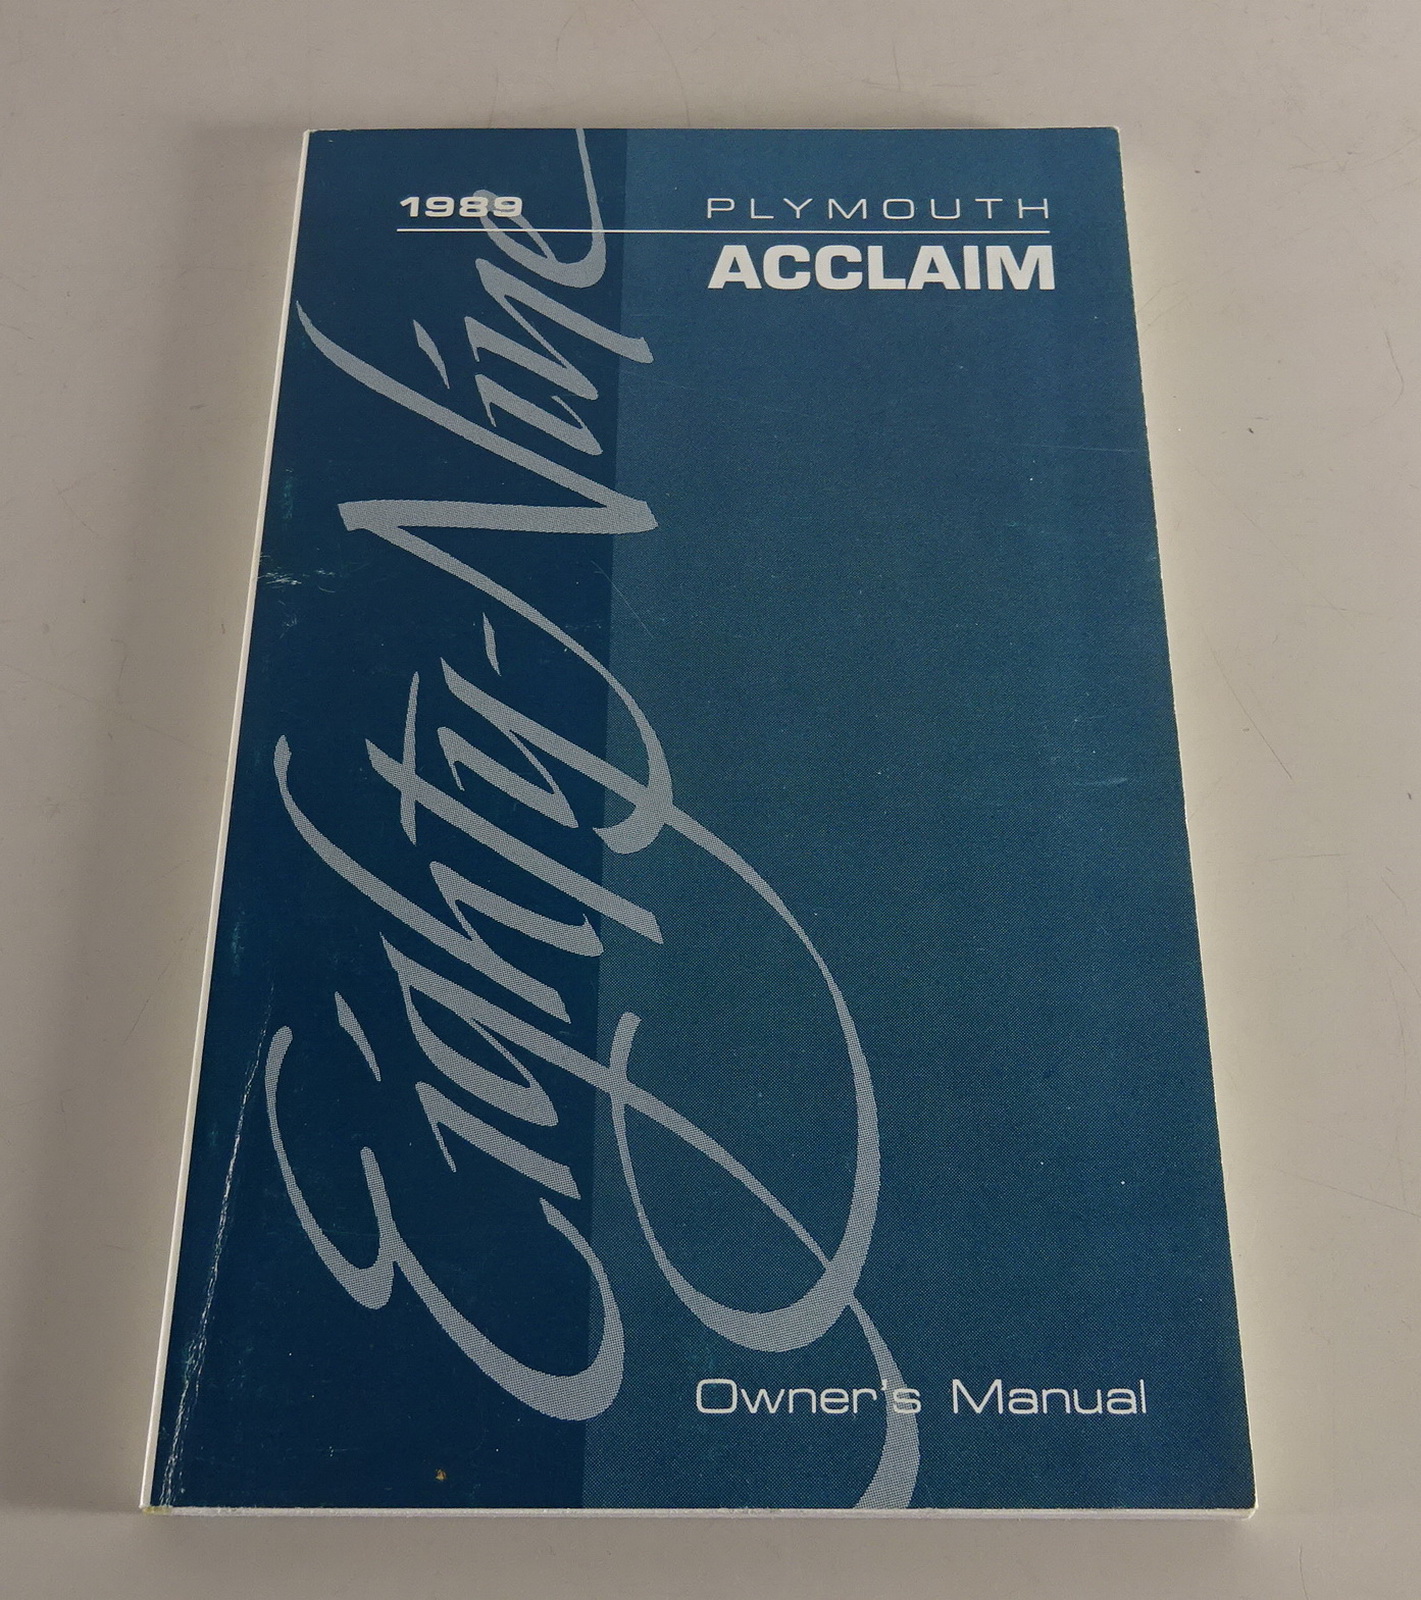 1989 PLYMOUTH
ACCLAIM
Eighty-Nine
Owner's Manual